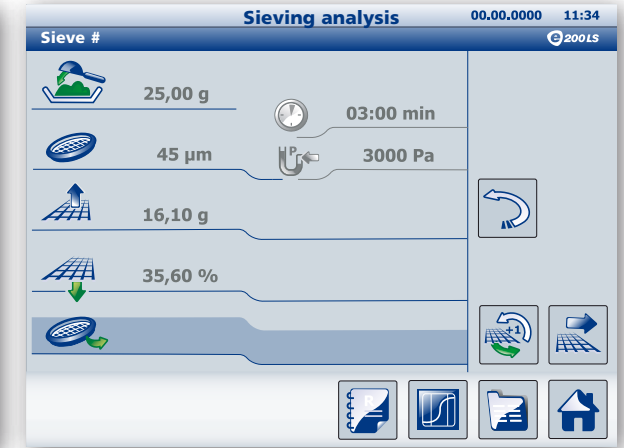 Sieving analysis 00.00.0000 11:34
Sieve # e200LS
25,00 g
03:00 min
45 µm
P 3000 Pa
16,10 g
35,60 %
+1
R